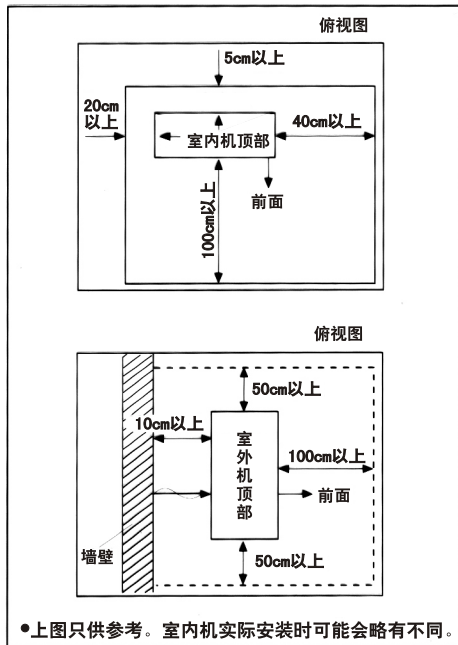 俯视图
5cm以上
20cm
以上
40cm以上
室内机顶部
前面
100cm以上
俯视图
50cm以上
10cm以上
室外机顶部
100cm以上
前面
墙壁
50cm以上
●上图只供参考。室内机实际安装时可能会略有不同。